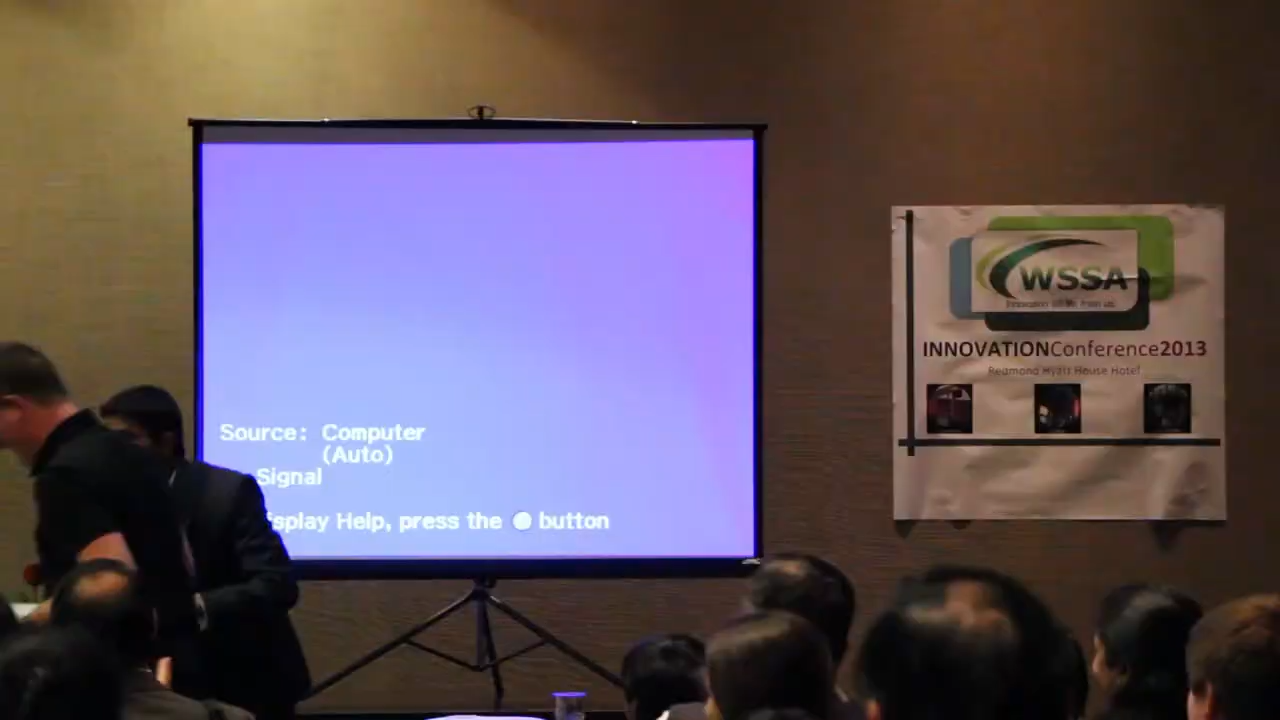 Source: Computer
(Auto)
Signal
isplay Help, press the button
WSSA
INNOVATIONConference2013
Redmond Hyatt House Hotel